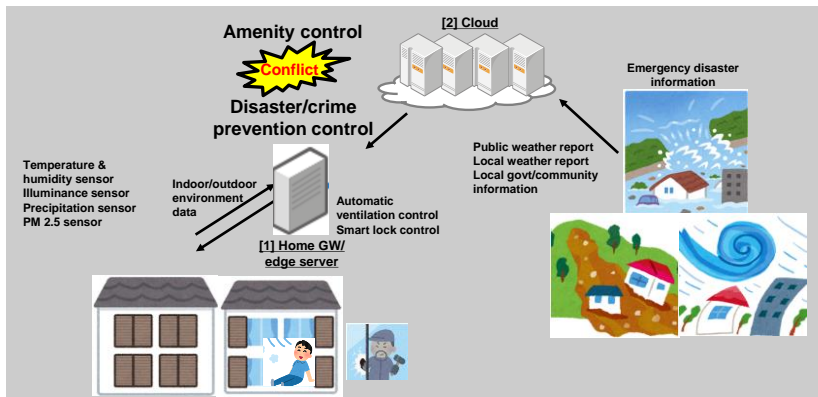 [2] Cloud
Amenity control
Conflict
Disaster/crime
prevention control
Emergency disaster
information
Public weather report
Local weather report
Local govt/community
information
Temperature &
humidity sensor
Illuminance sensor
Precipitation sensor
PM 2.5 sensor
Indoor/outdoor
environment
data
Automatic
ventilation control
Smart lock control
[1] Home GW/
edge server